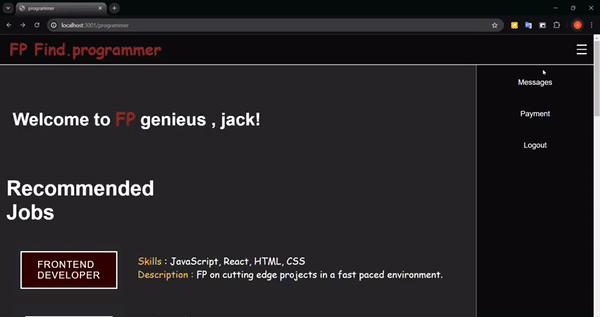 programmer
localhost:3001/programmer
FP Find.programmer
Messages
Payment
Logout
Welcome to FP genieus , jack!
Recommended
Jobs
FRONTEND
DEVELOPER
Skills : JavaScript, React, HTML, CSS
Description : FP on cutting edge projects in a fast paced environment.